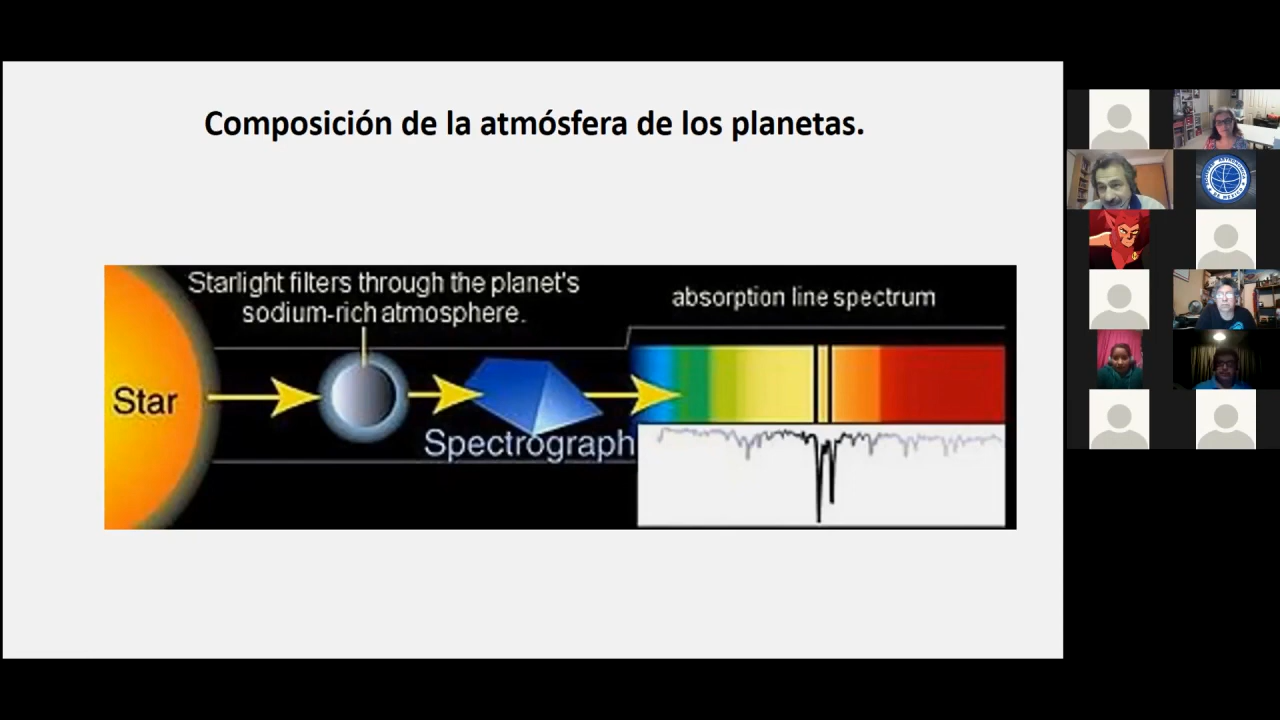 Composición de la atmósfera de los planetas.
Starlight filters through the planet's
sodium-rich atmosphere.
absorption line spectrum
Star
Spectrograph